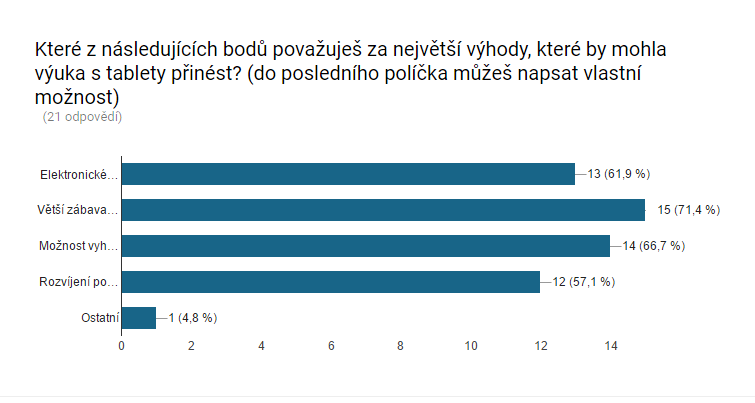 Které z následujících bodů považuješ za největší výhody, které by mohla
výuka s tablety přinést? (do posledního políčka můžeš napsat vlastní
možnost)
(21 odpovědí)
Elektronické… 13 (61,9 %)
Větší zábava… 15 (71,4 %)
Možnost vyh… 14 (66,7 %)
Rozvíjení po… 12 (57,1 %)
Ostatní 1 (4,8 %)
0 2 4 6 8 10 12 14